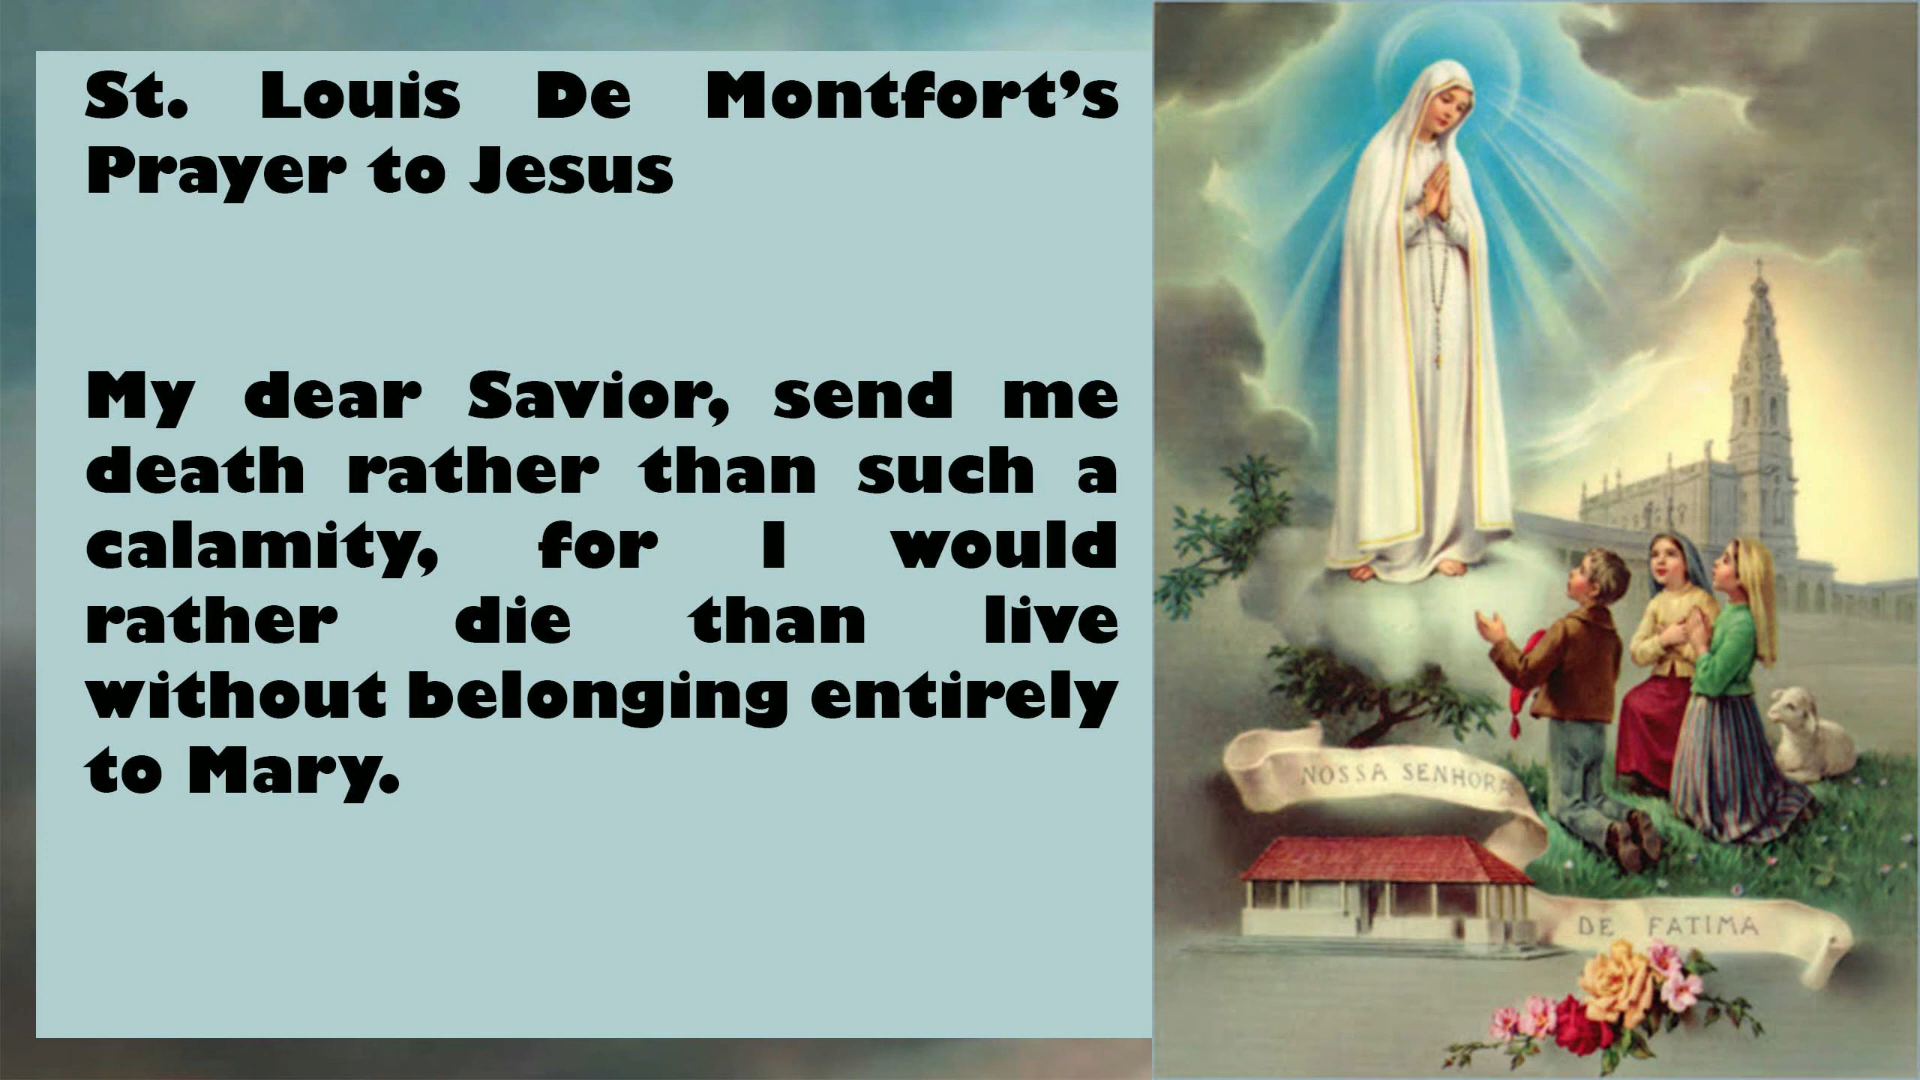 St. Louis De Montfort’s
Prayer to Jesus
My dear Savior, send me
death rather than such a
calamity, for I would
rather die than live
without belonging entirely
to Mary.
NOSSA SENHORA
DE FATIMA